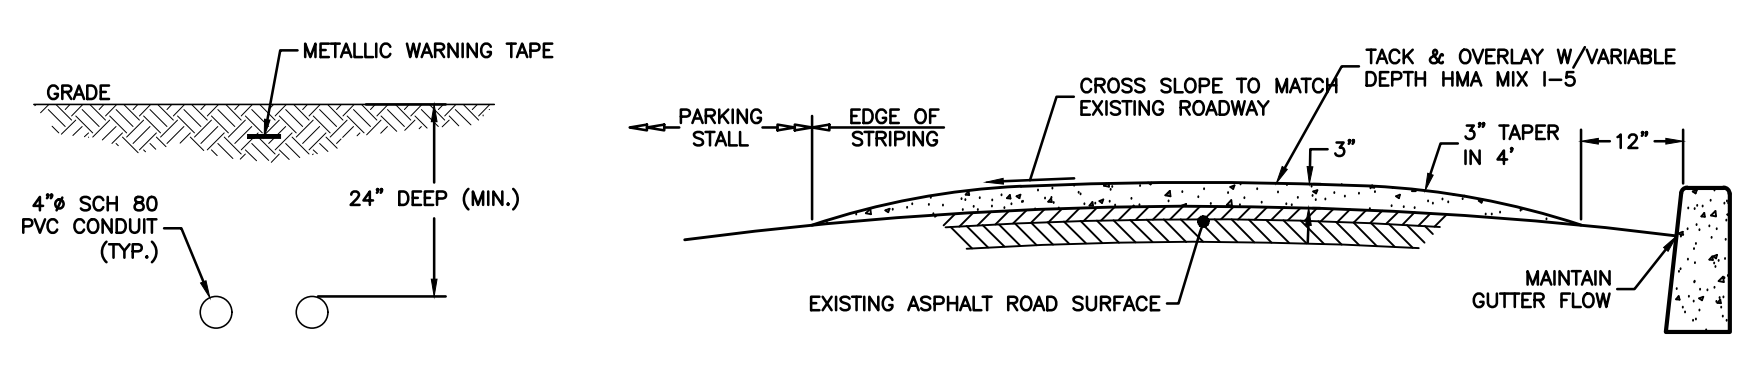 METALLIC WARNING TAPE
GRADE
24" DEEP (MIN.)
4"ø SCH 80
PVC CONDUIT
(TYP.)
PARKING
STALL
EDGE OF
STRIPING
CROSS SLOPE TO MATCH
EXISTING ROADWAY
TACK & OVERLAY W/VARIABLE
DEPTH HMA MIX I-5
3"
3" TAPER
IN 4'
12"
EXISTING ASPHALT ROAD SURFACE
MAINTAIN
GUTTER FLOW